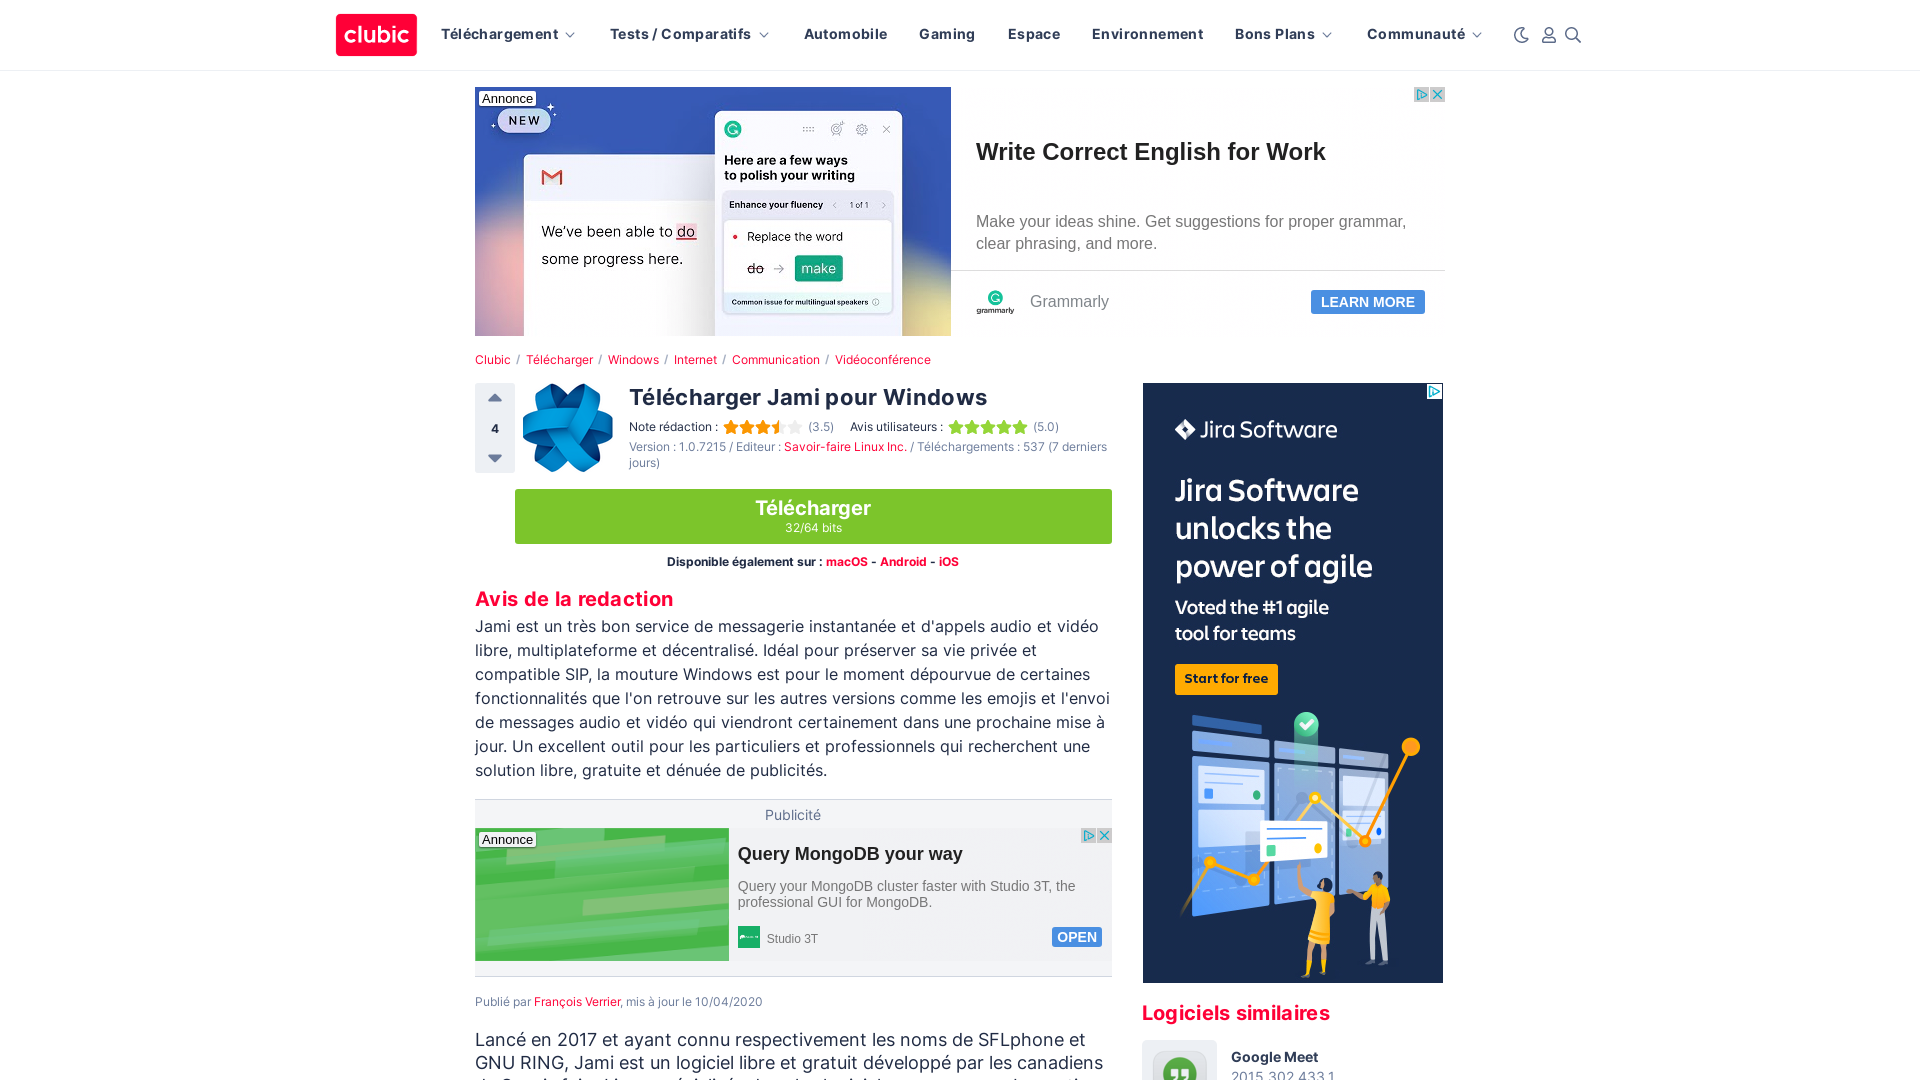 clubic Téléchargement Tests / Comparatifs Automobile Gaming Espace Environnement Bons Plans Communauté
Annonce
NEW
We've been able to do
some progress here.
Here are a few ways
to polish your writing
Enhance your fluency 1 of 1
Replace the word
do → make
Common issue for multilingual speakers
Write Correct English for Work
Make your ideas shine. Get suggestions for proper grammar,
clear phrasing, and more.
grammarly Grammarly LEARN MORE
Clubic / Télécharger / Windows / Internet / Communication / Vidéoconférence
4
Télécharger Jami pour Windows
Note rédaction : (3.5) Avis utilisateurs : (5.0)
Version : 1.0.7215 / Editeur : Savoir-faire Linux Inc. / Téléchargements : 537 (7 derniers
jours)
Télécharger
32/64 bits
Disponible également sur : macOS - Android - iOS
Avis de la redaction
Jami est un très bon service de messagerie instantanée et d'appels audio et vidéo
libre, multiplateforme et décentralisé. Idéal pour préserver sa vie privée et
compatible SIP, la mouture Windows est pour le moment dépourvue de certaines
fonctionnalités que l'on retrouve sur les autres versions comme les emojis et l'envoi
de messages audio et vidéo qui viendront certainement dans une prochaine mise à
jour. Un excellent outil pour les particuliers et professionnels qui recherchent une
solution libre, gratuite et dénuée de publicités.
Publicité
Annonce
Query MongoDB your way
Query your MongoDB cluster faster with Studio 3T, the
professional GUI for MongoDB.
Studio 3T OPEN
Publié par François Verrier, mis à jour le 10/04/2020
Lancé en 2017 et ayant connu respectivement les noms de SFLphone et
GNU RING, Jami est un logiciel libre et gratuit développé par les canadiens
Jira Software
Jira Software
unlocks the
power of agile
Voted the #1 agile
tool for teams
Start for free
Logiciels similaires
Google Meet
2015.302.433.1